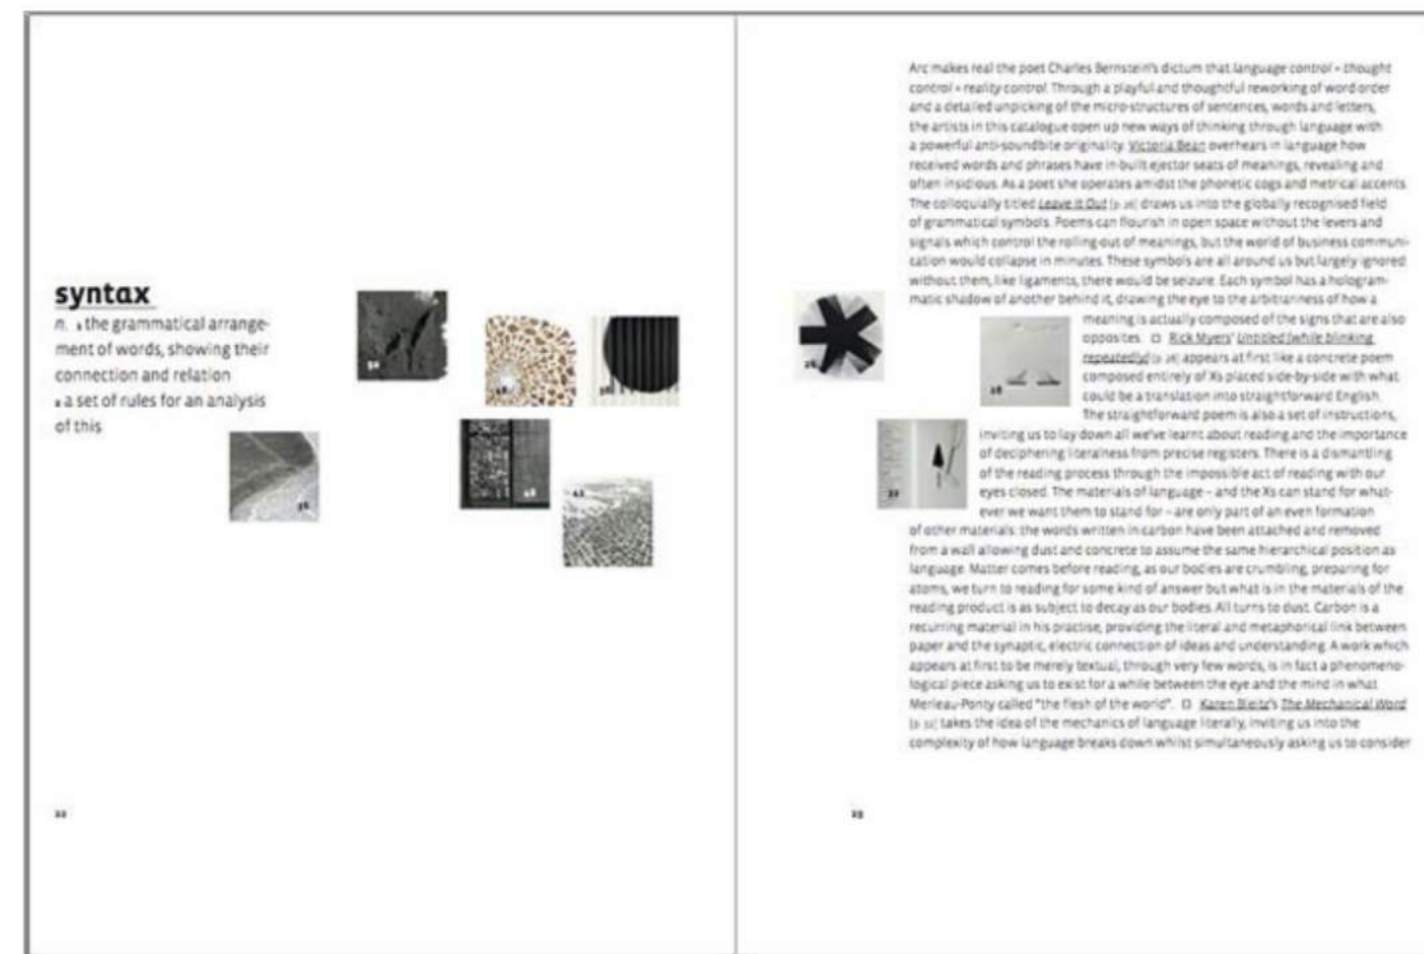 syntax
n. 1 the grammatical arrange-
ment of words, showing their
connection and relation
2 a set of rules for an analysis
of this
22
Arc makes real the poet Charles Bernstein's dictum that language control = thought
control = reality control. Through a playful and thoughtful reworking of word order
and a detailed unpicking of the micro-structures of sentences, words and letters,
the artists in this catalogue open up new ways of thinking through language with
a powerful anti-soundbite originality. Victoria Bean overhears in language how
received words and phrases have in-built ejector seats of meanings, revealing and
often insidious. As a poet she operates amidst the phonetic cogs and metrical accents.
The colloquially titled Leave It Out draws us into the globally recognised field
of grammatical symbols. Poems can flourish in open space without the levers and
signals which control the rolling-out of meanings, but the world of business communi-
cation would collapse in minutes. These symbols are all around us but largely ignored:
without them, like ligaments, there would be seizure. Each symbol has a hologram-
matic shadow of another behind it, drawing the eye to the arbitrariness of how a
meaning is actually composed of the signs that are also
opposites. □ Rick Myers' Untitled (while blinking
repeatedly) appears at first like a concrete poem
composed entirely of Xs placed side-by-side with what
could be a translation into straightforward English.
The straightforward poem is also a set of instructions,
inviting us to lay down all we've learnt about reading and the importance
of deciphering literalness from precise registers. There is a dismantling
of the reading process through the impossible act of reading with our
eyes closed. The materials of language – and the Xs can stand for what-
ever we want them to stand for – are only part of an even formation
of other materials: the words written in carbon have been attached and removed
from a wall allowing dust and concrete to assume the same hierarchical position as
language. Matter comes before reading, as our bodies are crumbling, preparing for
atoms, we turn to reading for some kind of answer but what is in the materials of the
reading product is as subject to decay as our bodies. All turns to dust. Carbon is a
recurring material in his practise, providing the literal and metaphorical link between
paper and the synaptic, electric connection of ideas and understanding. A work which
appears at first to be merely textual, through very few words, is in fact a phenomeno-
logical piece asking us to exist for a while between the eye and the mind in what
Merleau-Ponty called "the flesh of the world". □ Karen Bleitz's The Mechanical Word
takes the idea of the mechanics of language literally, inviting us into the
complexity of how language breaks down whilst simultaneously asking us to consider
23